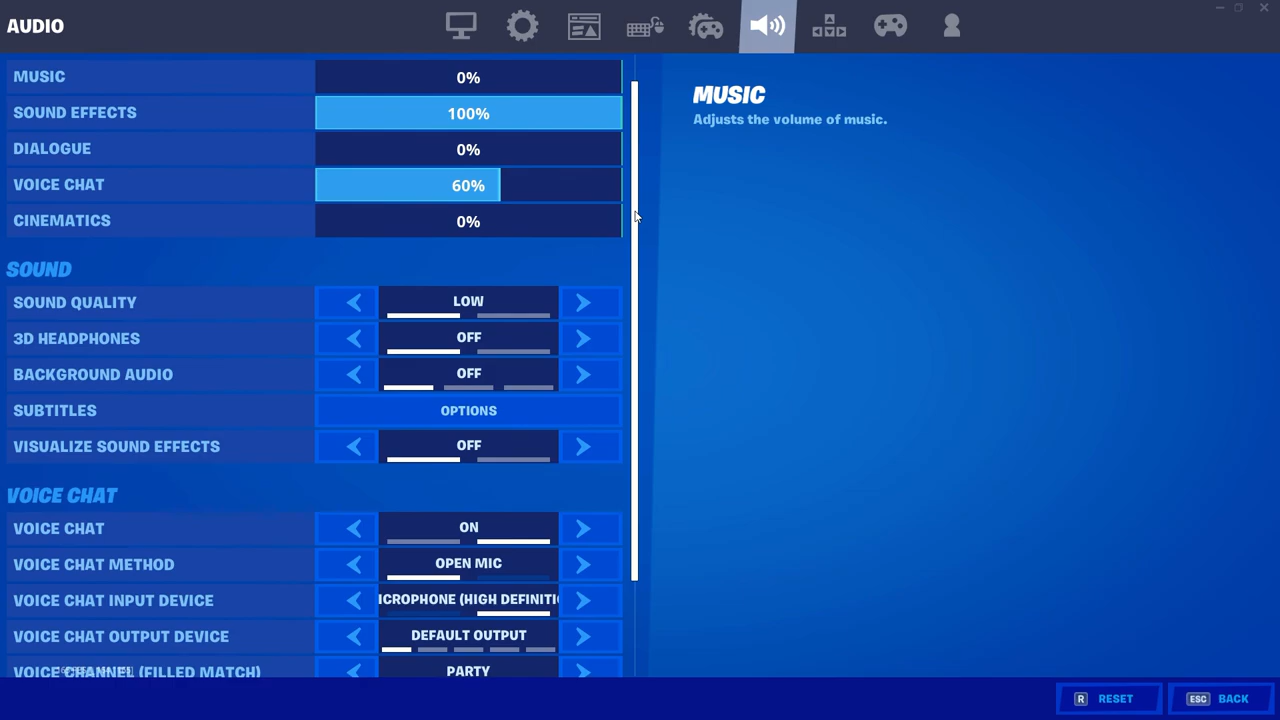 AUDIO
MUSIC 0%
SOUND EFFECTS 100%
DIALOGUE 0%
VOICE CHAT 60%
CINEMATICS 0%
SOUND
SOUND QUALITY LOW
3D HEADPHONES OFF
BACKGROUND AUDIO OFF
SUBTITLES OPTIONS
VISUALIZE SOUND EFFECTS OFF
VOICE CHAT
VOICE CHAT ON
VOICE CHAT METHOD OPEN MIC
VOICE CHAT INPUT DEVICE ICROPHONE (HIGH DEFINITIO
VOICE CHAT OUTPUT DEVICE DEFAULT OUTPUT
VOICE CHANNEL (FILLED MATCH) PARTY
MUSIC
Adjusts the volume of music.
R RESET
ESC BACK